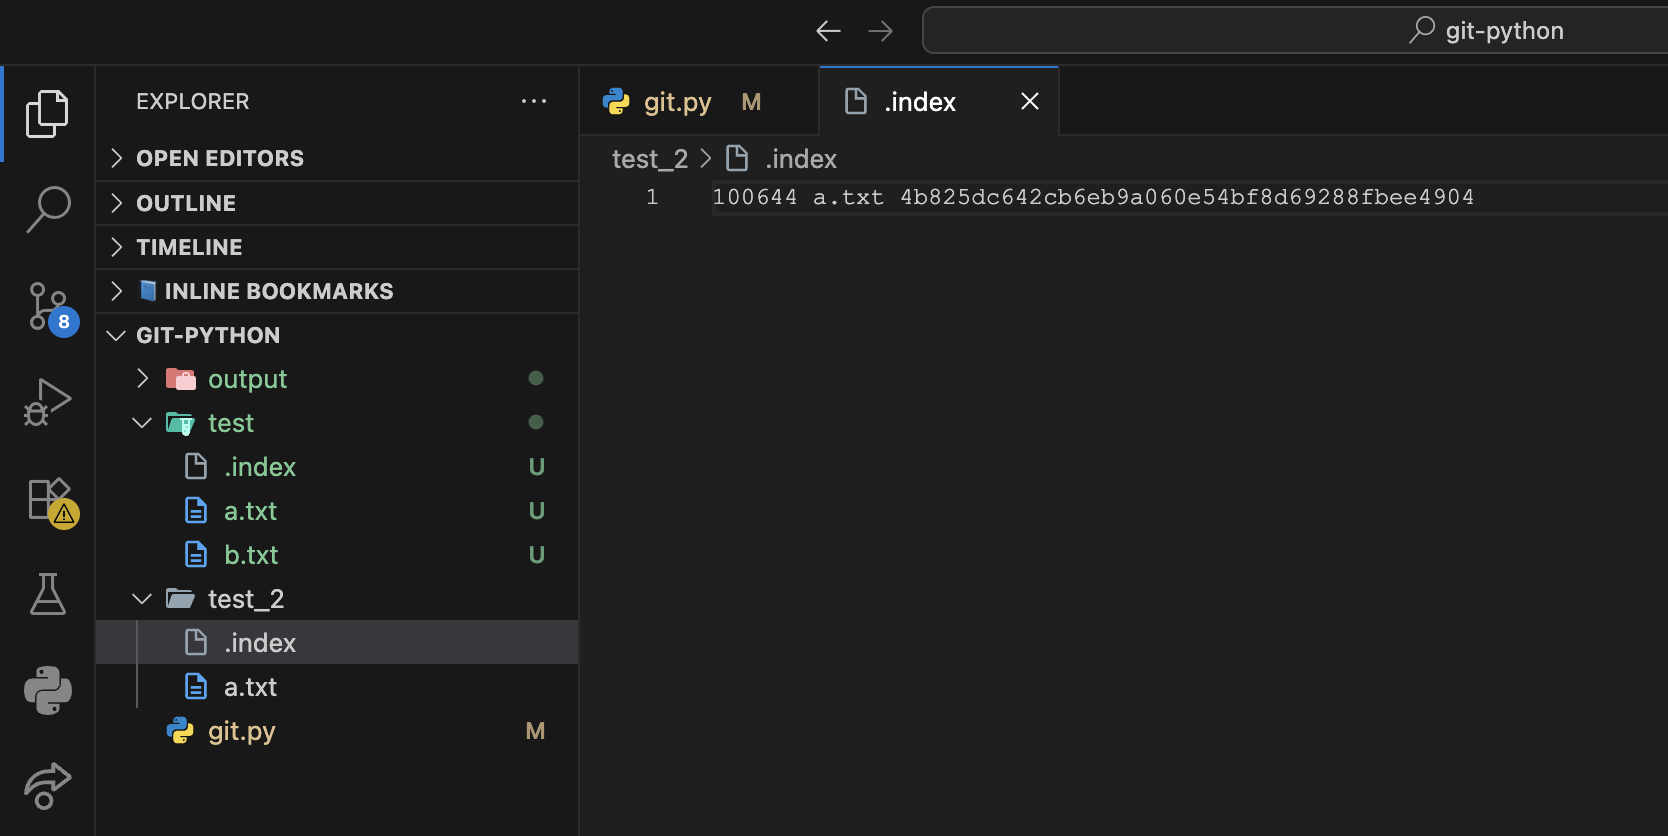 git-python
EXPLORER
OPEN EDITORS
OUTLINE
TIMELINE
INLINE BOOKMARKS
8
GIT-PYTHON
output
test
.index U
a.txt U
b.txt U
test_2
.index
a.txt
git.py M
git.py M
.index
test_2 > .index
1 100644 a.txt 4b825dc642cb6eb9a060e54bf8d69288fbee4904